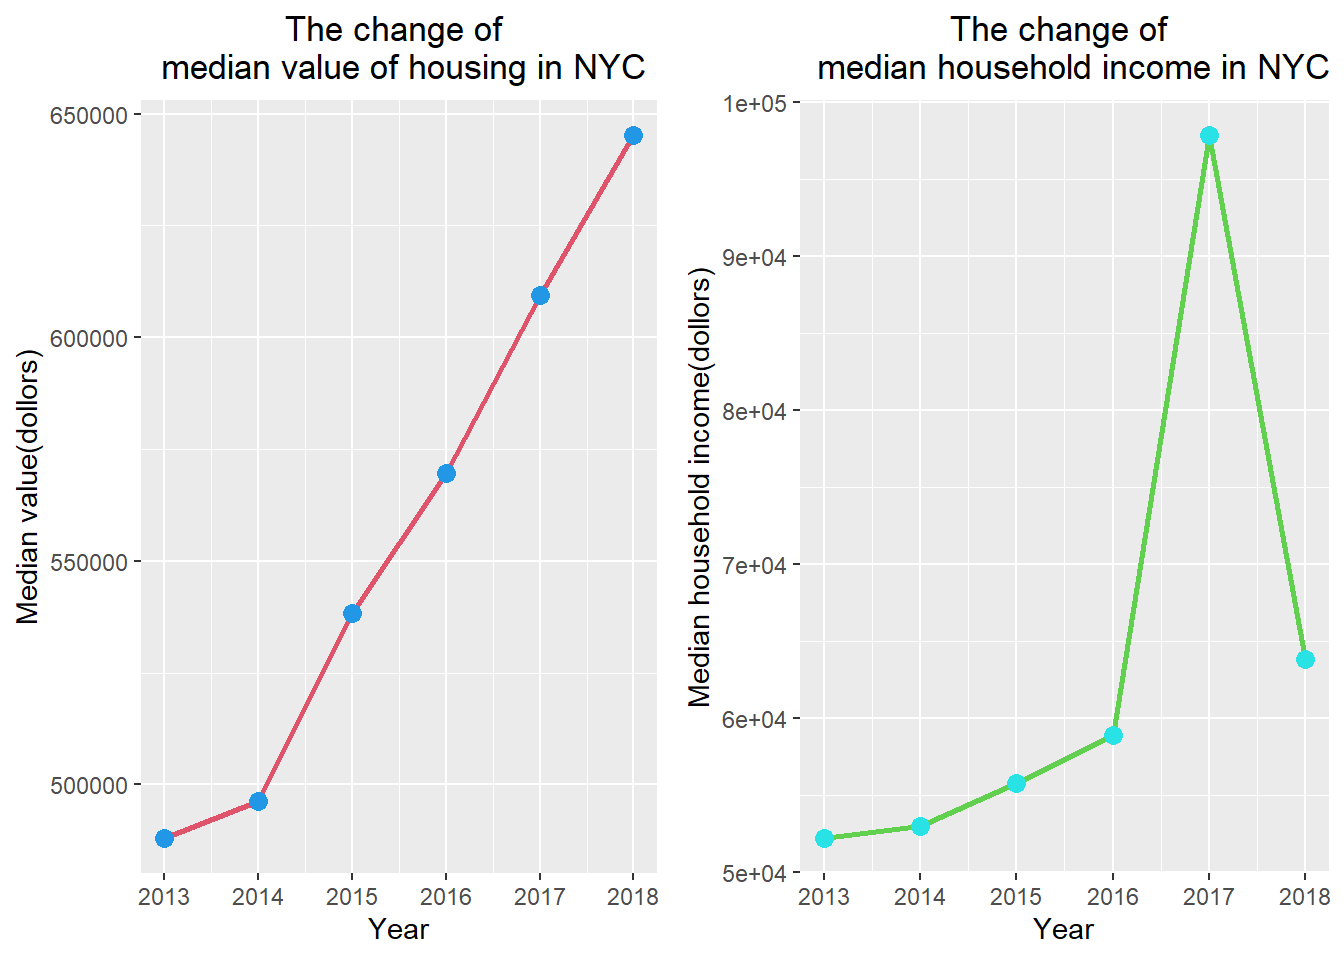 The change of
median value of housing in NYC
650000
600000
550000
500000
Median value(dollors)
2013 2014 2015 2016 2017 2018
Year
The change of
median household income in NYC
1e+05
9e+04
8e+04
7e+04
6e+04
5e+04
Median household income(dollors)
2013 2014 2015 2016 2017 2018
Year